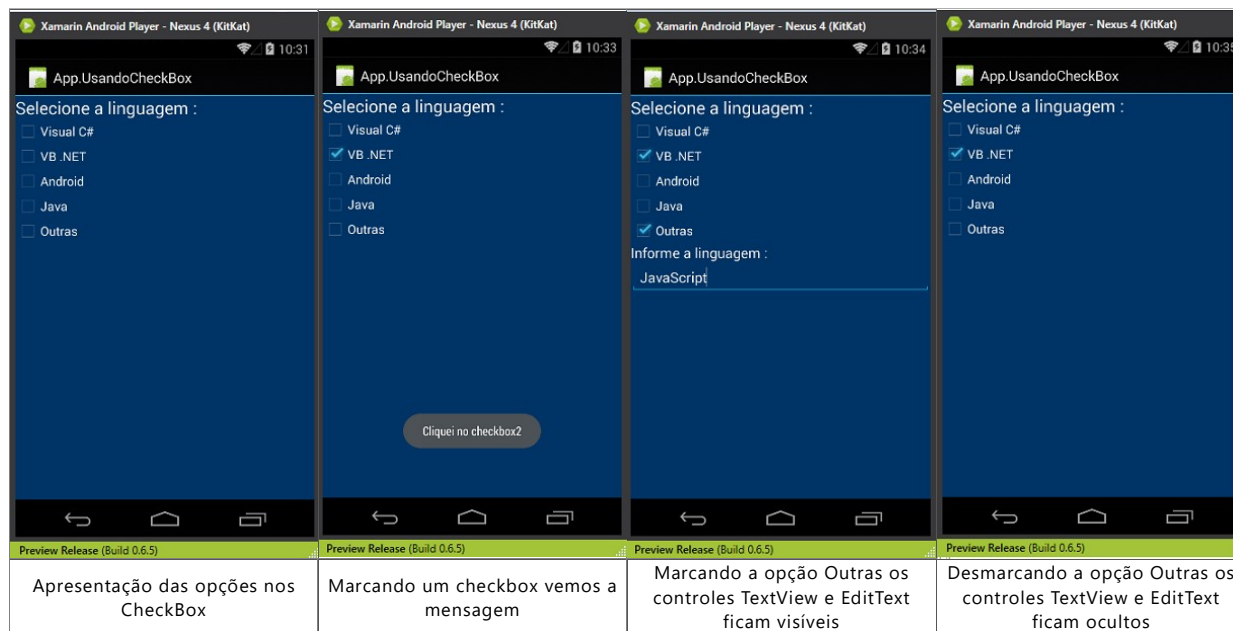 Xamarin Android Player - Nexus 4 (KitKat)
10:31
App.UsandoCheckBox
Selecione a linguagem :
Visual C#
VB .NET
Android
Java
Outras
Preview Release (Build 0.6.5)
Apresentação das opções nos
CheckBox
Xamarin Android Player - Nexus 4 (KitKat)
10:33
App.UsandoCheckBox
Selecione a linguagem :
Visual C#
VB .NET
Android
Java
Outras
Cliquei no checkbox2
Preview Release (Build 0.6.5)
Marcando um checkbox vemos a
mensagem
Xamarin Android Player - Nexus 4 (KitKat)
10:34
App.UsandoCheckBox
Selecione a linguagem :
Visual C#
VB .NET
Android
Java
Outras
Informe a linguagem :
JavaScript
Preview Release (Build 0.6.5)
Marcando a opção Outras os
controles TextView e EditText
ficam visíveis
Xamarin Android Player - Nexus 4 (KitKat)
10:35
App.UsandoCheckBox
Selecione a linguagem :
Visual C#
VB .NET
Android
Java
Outras
Preview Release (Build 0.6.5)
Desmarcando a opção Outras os
controles TextView e EditText
ficam ocultos